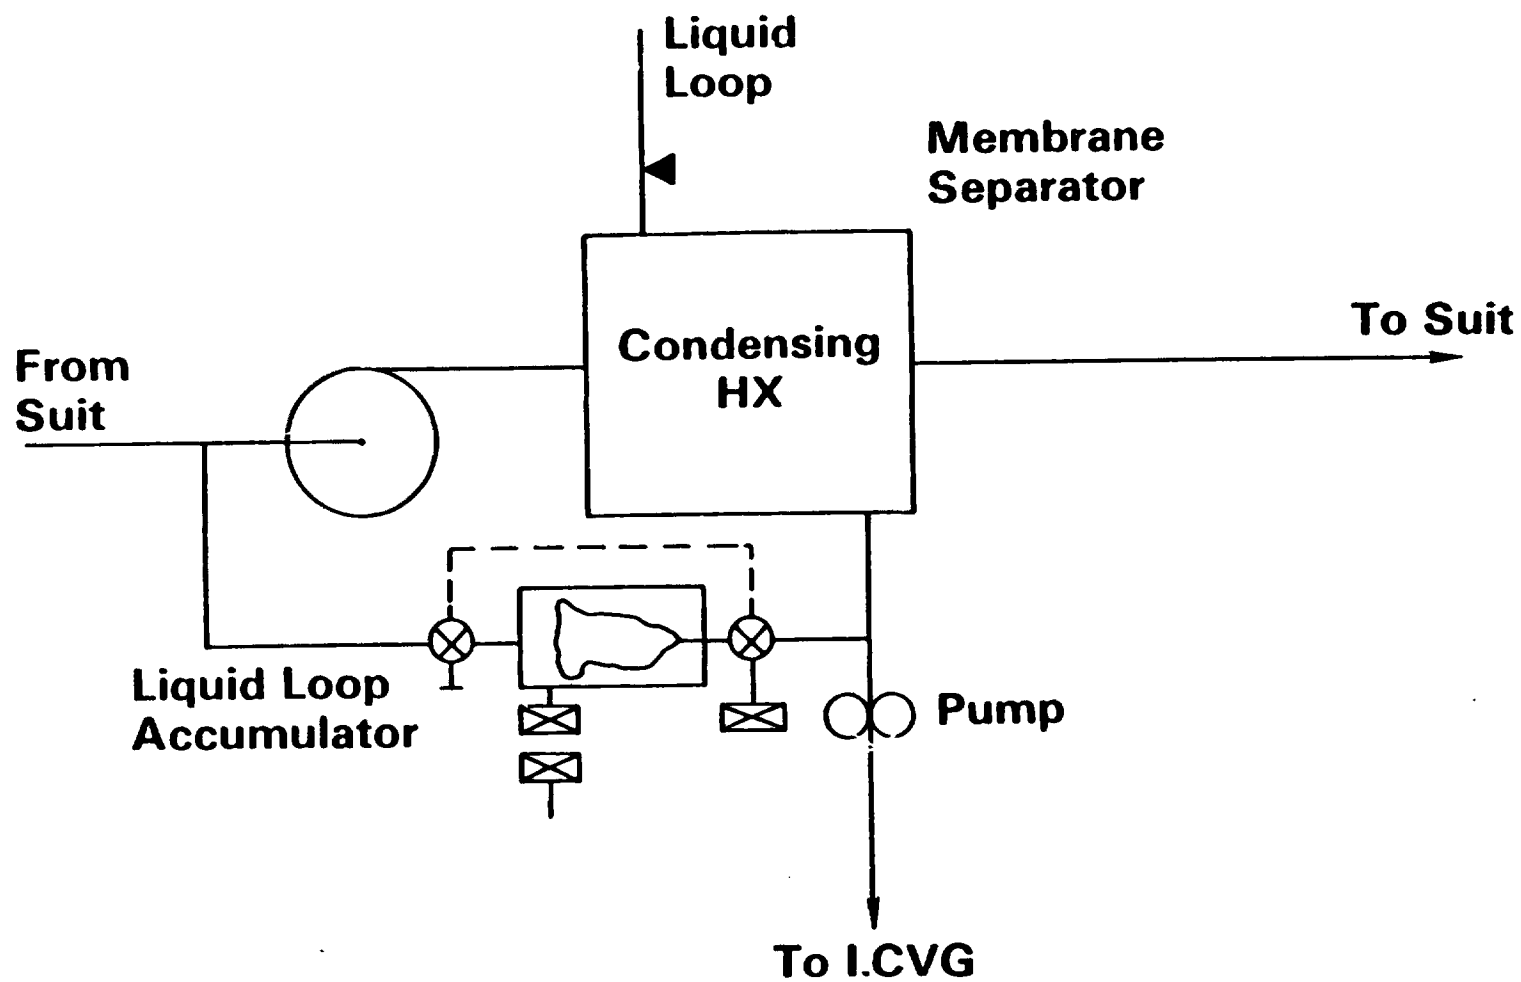 Liquid
Loop
Membrane
Separator
Condensing
HX
To Suit
From
Suit
Liquid Loop
Accumulator
Pump
To I.CVG